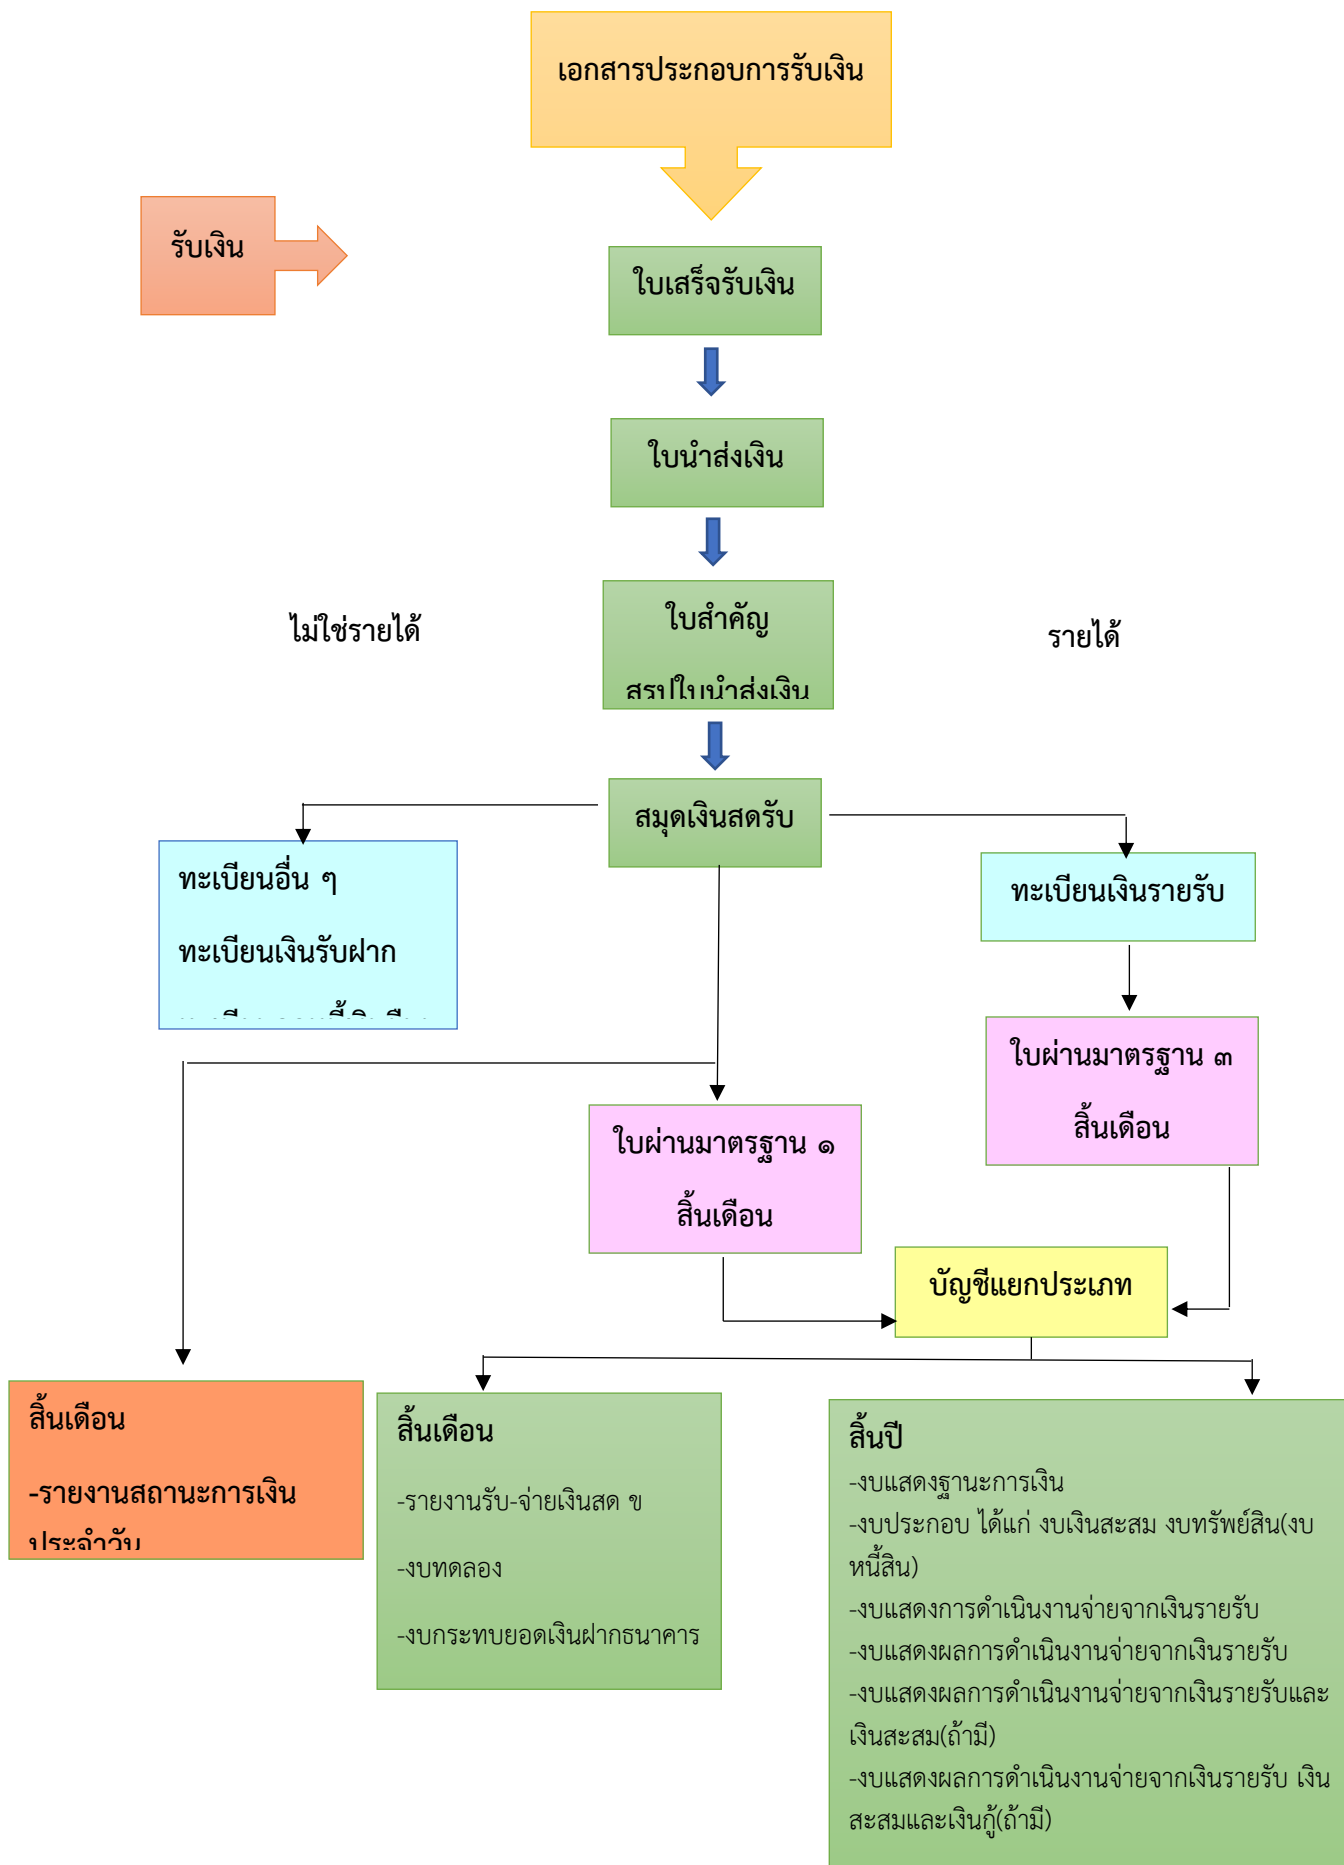 เอกสารประกอบการรับเงิน
รับเงิน
ใบเสร็จรับเงิน
ใบนำส่งเงิน
ใบสำคัญ
สรุปใบนำส่งเงิน
ไม่ใช่รายได้
รายได้
สมุดเงินสดรับ
ทะเบียนอื่น ๆ
ทะเบียนเงินรับฝาก
ทะเบียนเงินรายรับ
ใบผ่านมาตรฐาน ๓
สิ้นเดือน
ใบผ่านมาตรฐาน ๑
สิ้นเดือน
บัญชีแยกประเภท
สิ้นเดือน
-รายงานสถานะการเงิน
ประจำวัน
สิ้นเดือน
-รายงานรับ-จ่ายเงินสด ข
-งบทดลอง
-งบกระทบยอดเงินฝากธนาคาร
สิ้นปี
-งบแสดงฐานะการเงิน
-งบประกอบ ได้แก่ งบเงินสะสม งบทรัพย์สิน(งบ
หนี้สิน)
-งบแสดงการดำเนินงานจ่ายจากเงินรายรับ
-งบแสดงผลการดำเนินงานจ่ายจากเงินรายรับ
-งบแสดงผลการดำเนินงานจ่ายจากเงินรายรับและ
เงินสะสม(ถ้ามี)
-งบแสดงผลการดำเนินงานจ่ายจากเงินรายรับ เงิน
สะสมและเงินกู้(ถ้ามี)